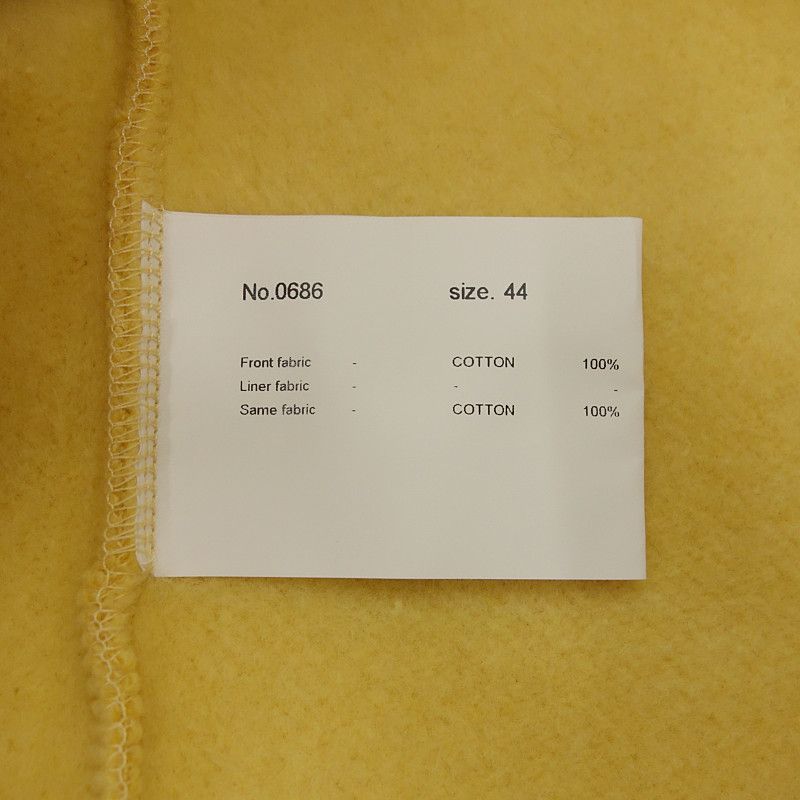 No.0686 size. 44
Front fabric - COTTON 100%
Liner fabric - - -
Same fabric - COTTON 100%